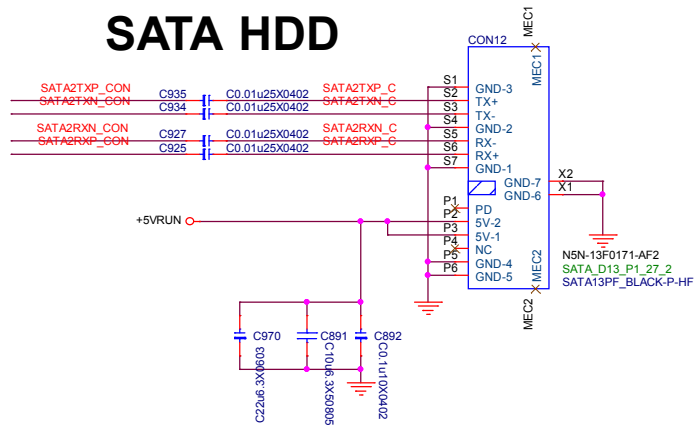 SATA HDD
MEC1
CON12
MEC1
SATA2TXP_CON C935 C0.01u25X0402 SATA2TXP_C S1 GND-3
SATA2TXN_CON C934 C0.01u25X0402 SATA2TXN_C S2 TX+
S3 TX-
S4 GND-2
SATA2RXN_CON C927 C0.01u25X0402 SATA2RXN_C S5 RX-
SATA2RXP_CON C925 C0.01u25X0402 SATA2RXP_C S6 RX+
S7 GND-1
GND-7 X2
GND-6 X1
P1 PD
+5VRUN P2 5V-2
P3 5V-1
P4 NC
P5 GND-4
P6 GND-5
MEC2
MEC2
N5N-13F0171-AF2
SATA_D13_P1_27_2
SATA13PF_BLACK-P-HF
C970 C891 C892
C22u6.3X0603
C10u6.3X50805
C0.1u10X0402